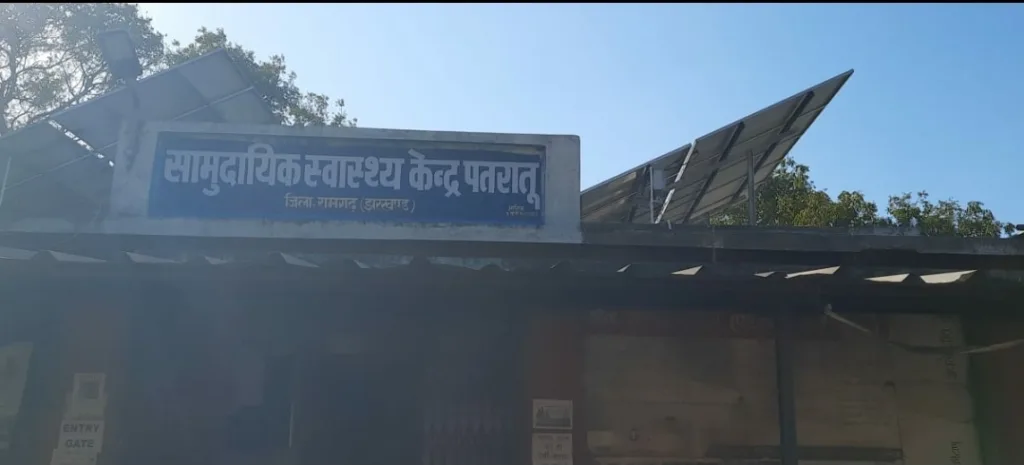 सामुदायिक स्वास्थ्य केन्द्र पतरातू
जिला रामगढ़ (झारखण्ड)
ENTRY
GATE